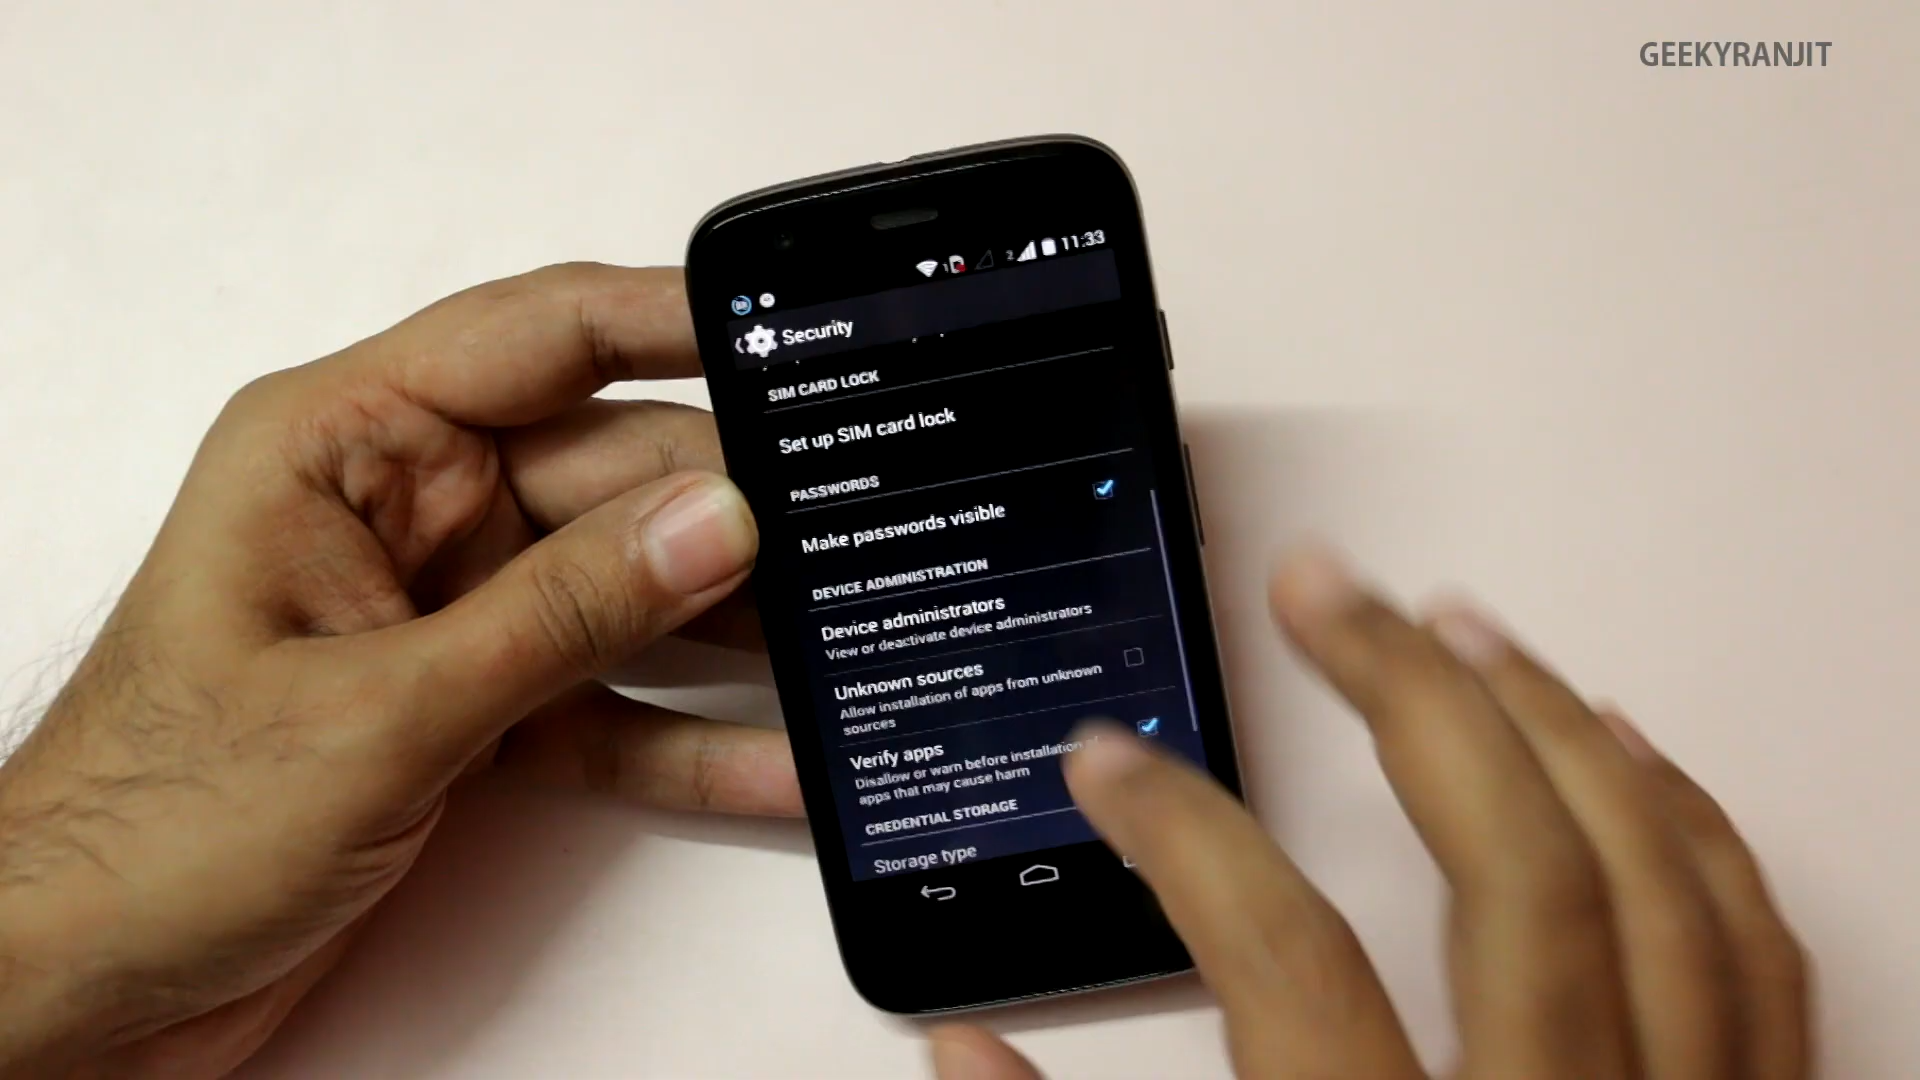 GEEKYRANJIT
1 2 11:33
Security
SIM CARD LOCK
Set up SIM card lock
PASSWORDS
Make passwords visible
DEVICE ADMINISTRATION
Device administrators
View or deactivate device administrators
Unknown sources
Allow installation of apps from unknown
sources
Verify apps
Disallow or warn before installation
apps that may cause harm
CREDENTIAL STORAGE
Storage type